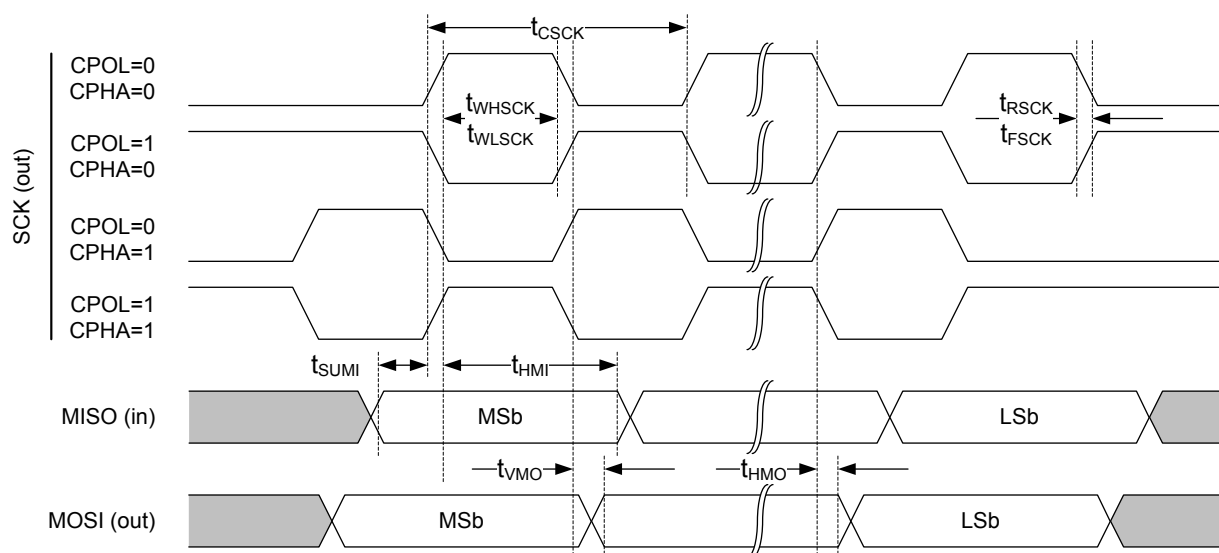 tCSCK
SCK (out)
CPOL=0
CPHA=0
tWHSCK
tWLSCK
tRSCK
tFSCK
CPOL=1
CPHA=0
CPOL=0
CPHA=1
CPOL=1
CPHA=1
tSUMI
tHMI
MISO (in)
MSb
LSb
tVMO
tHMO
MOSI (out)
MSb
LSb